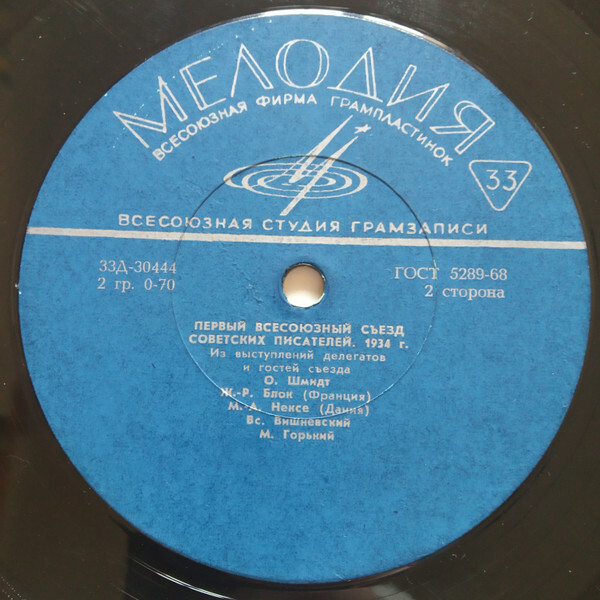 МЕЛОДИЯ
ВСЕСОЮЗНАЯ ФИРМА ГРАМПЛАСТИНОК
33
ВСЕСОЮЗНАЯ СТУДИЯ ГРАМЗАПИСИ
33Д-30444
ГОСТ 5289-68
2 гр. 0-70
2 сторона
ПЕРВЫЙ ВСЕСОЮЗНЫЙ СЪЕЗД
СОВЕТСКИХ ПИСАТЕЛЕЙ. 1934 г.
Из выступлений делегатов
и гостей съезда
О. Шмидт
Ж.-Р. Блок (Франция)
М.-А. Нексе (Дания)
Вс. Вишневский
М. Горький